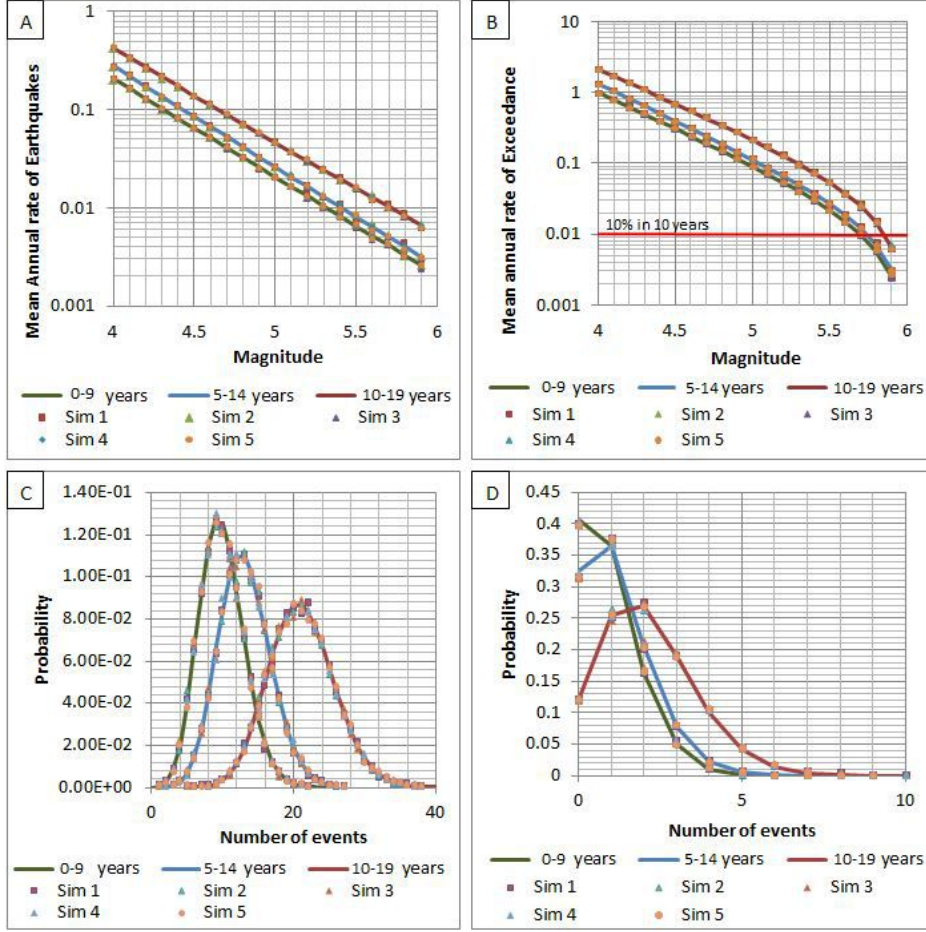 A
Mean Annual rate of Earthquakes
1
0.1
0.01
0.001
4
4.5
5
5.5
6
Magnitude
0-9 years
5-14 years
10-19 years
Sim 1
Sim 2
Sim 3
Sim 4
Sim 5
B
Mean annual rate of Exceedance
10
1
0.1
0.01
0.001
10% in 10 years
4
4.5
5
5.5
6
Magnitude
0-9 years
5-14 years
10-19 years
Sim 1
Sim 2
Sim 3
Sim 4
Sim 5
C
Probability
1.40E-01
1.20E-01
1.00E-01
8.00E-02
6.00E-02
4.00E-02
2.00E-02
0.00E+00
0
20
40
Number of events
0-9 years
5-14 years
10-19 years
Sim 1
Sim 2
Sim 3
Sim 4
Sim 5
D
Probability
0.45
0.4
0.35
0.3
0.25
0.2
0.15
0.1
0.05
0
0
5
10
Number of events
0-9 years
5-14 years
10-19 years
Sim 1
Sim 2
Sim 3
Sim 4
Sim 5